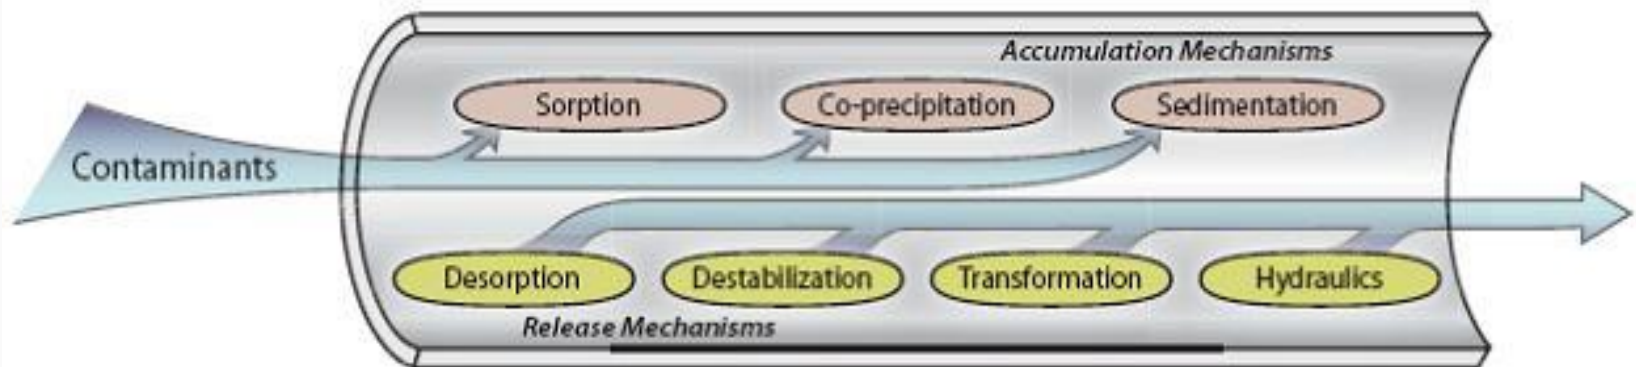 Accumulation Mechanisms
Sorption
Co-precipitation
Sedimentation
Contaminants
Desorption
Destabilization
Transformation
Hydraulics
Release Mechanisms